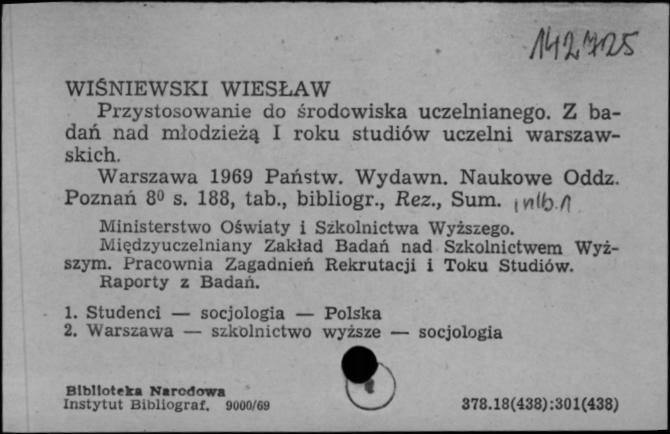 142725
WIŚNIEWSKI WIESŁAW
Przystosowanie do środowiska uczelnianego. Z ba-
dań nad młodzieżą I roku studiów uczelni warszaw-
skich.
Warszawa 1969 Państw. Wydawn. Naukowe Oddz.
Poznań 8⁰ s. 188, tab., bibliogr., Rez., Sum. , nlb. 1
Ministerstwo Oświaty i Szkolnictwa Wyższego.
Międzyuczelniany Zakład Badań nad Szkolnictwem Wyż-
szym. Pracownia Zagadnień Rekrutacji i Toku Studiów.
Raporty z Badań.
1. Studenci — socjologia — Polska
2. Warszawa — szkolnictwo wyższe — socjologia
Biblioteka Narodowa
Instytut Bibliograf. 9000/69 378.18(438):301(438)